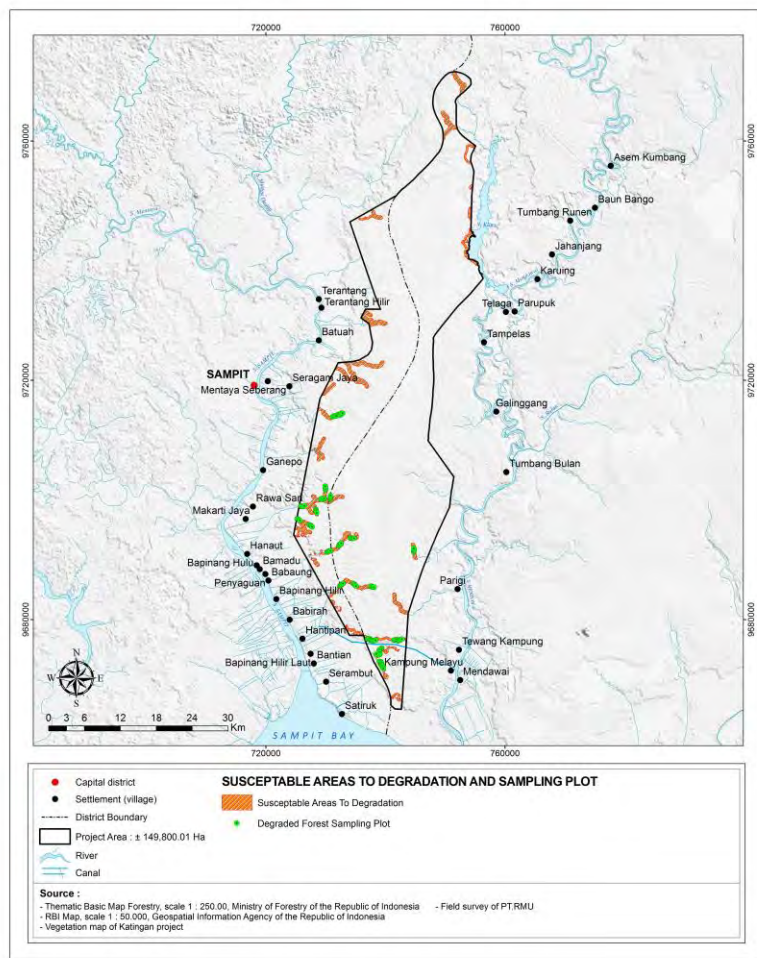 720000
760000
9760000
9760000
Asem Kumbang
Baun Bango
Tumbang Runen
S. Mentaya
Jahanjang
Karuing
Terantang
Terantang Hilir
Telaga
Parupuk
Batuah
Tampelas
SAMPIT
9720000
9720000
Seragam Jaya
Mentaya Seberang
Galinggang
Ganepo
Tumbang Bulan
Rawa Sari
Makarti Jaya
Hanaut
Bapinang Hulu
Bamadu
Babaung
Penyaguan
Parigi
Bapinang Hilir
Babirah
9680000
9680000
Hantipan
Tewang Kampung
Bantian
Kampung Melayu
Bapinang Hilir Laut
Mendawai
Serambut
N
W
E
S
Satiruk
0 3 6 12 18 24 30
Km
SAMPIT BAY
720000
760000
SUSCEPTABLE AREAS TO DEGRADATION AND SAMPLING PLOT
Capital district
Settlement (village)
District Boundary
Project Area : ± 149,800.01 Ha
River
Canal
Susceptable Areas To Degradation
Degraded Forest Sampling Plot
Source :
- Thematic Basic Map Forestry, scale 1 : 250.00, Ministry of Forestry of the Republic of Indonesia - Field survey of PT.RMU
- RBI Map, scale 1 : 50.000, Geospatial Information Agency of the Republic of Indonesia
- Vegetation map of Katingan project